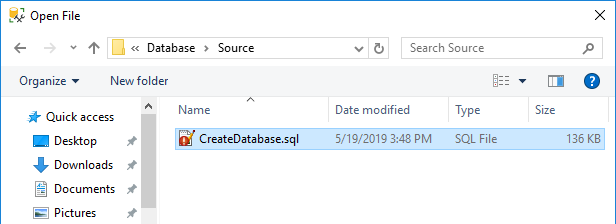 Open File
« Database > Source
Search Source
Organize
New folder
Name
Date modified
Type
Size
Quick access
Desktop
Downloads
Documents
Pictures
CreateDatabase.sql
5/19/2019 3:48 PM
SQL File
136 KB